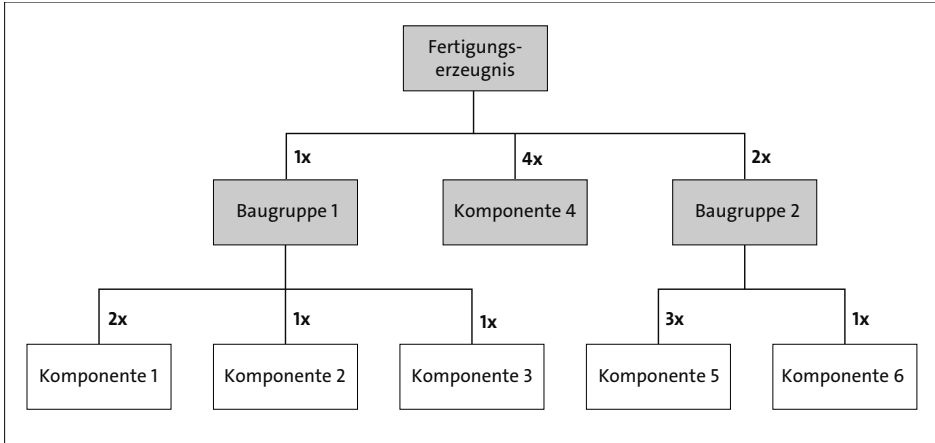 Fertigungs-
erzeugnis
1x
4x
2x
Baugruppe 1
Komponente 4
Baugruppe 2
2x
1x
1x
3x
1x
Komponente 1
Komponente 2
Komponente 3
Komponente 5
Komponente 6